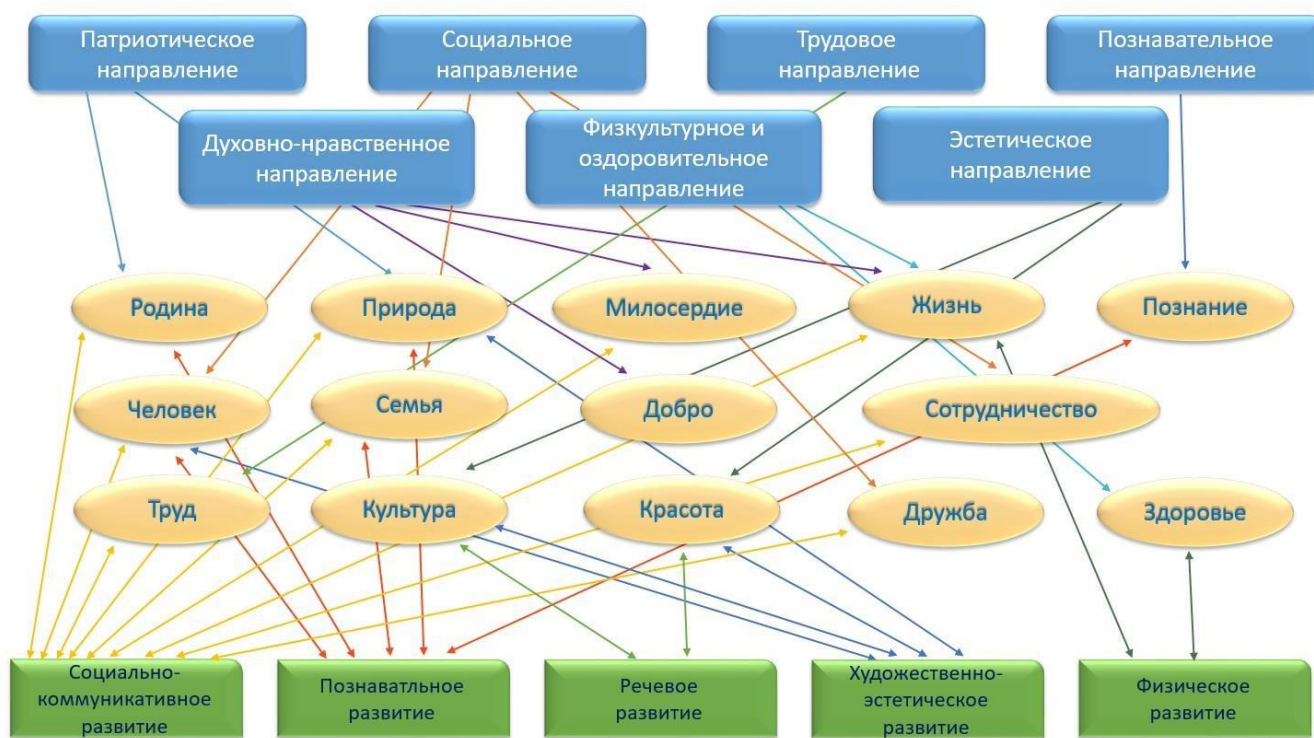 Патриотическое
направление
Социальное
направление
Трудовое
направление
Познавательное
направление
Духовно-нравственное
направление
Физкультурное и
оздоровительное
направление
Эстетическое
направление
Родина
Природа
Милосердие
Жизнь
Познание
Человек
Семья
Добро
Сотрудничество
Труд
Культура
Красота
Дружба
Здоровье
Социально-
коммуникативное
развитие
Познаватльное
развитие
Речевое
развитие
Художественно-
эстетическое
развитие
Физическое
развитие